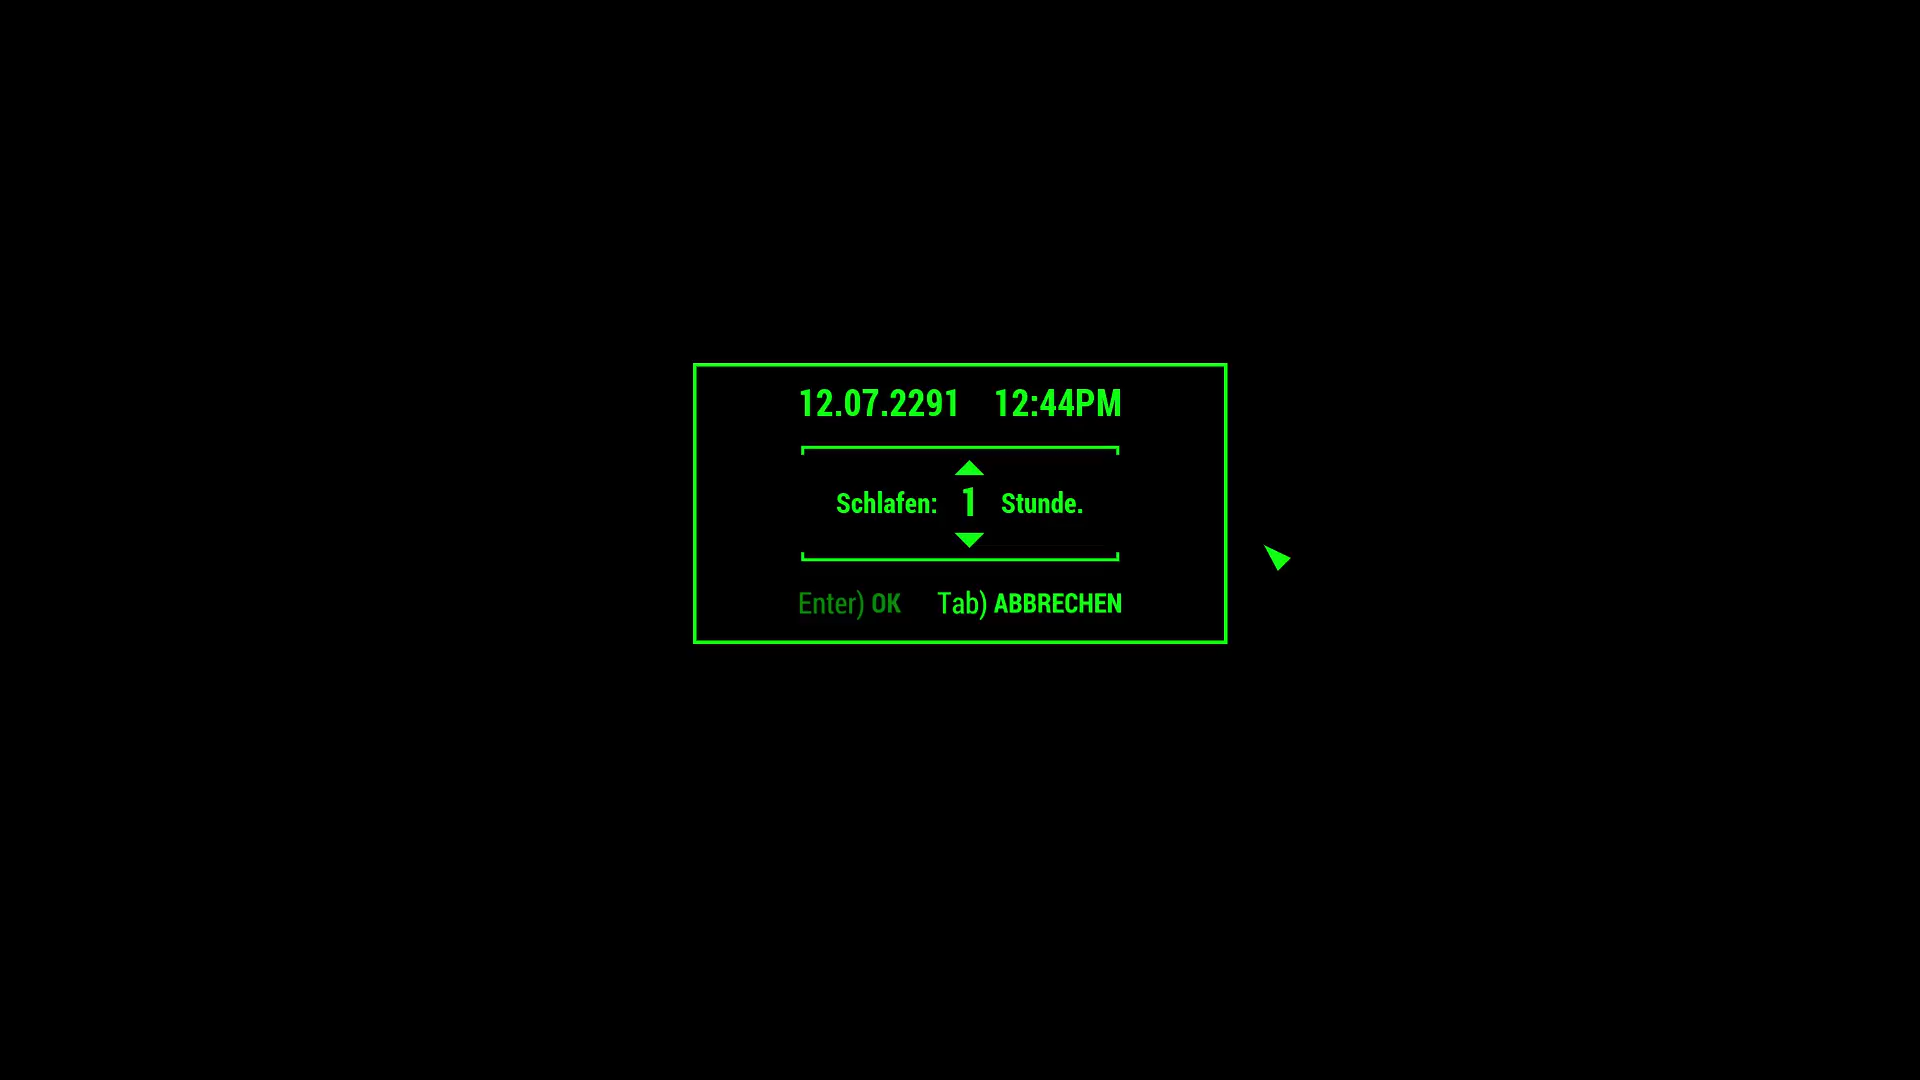 12.07.2291 12:44PM
Schlafen: 1 Stunde.
Enter) OK Tab) ABBRECHEN